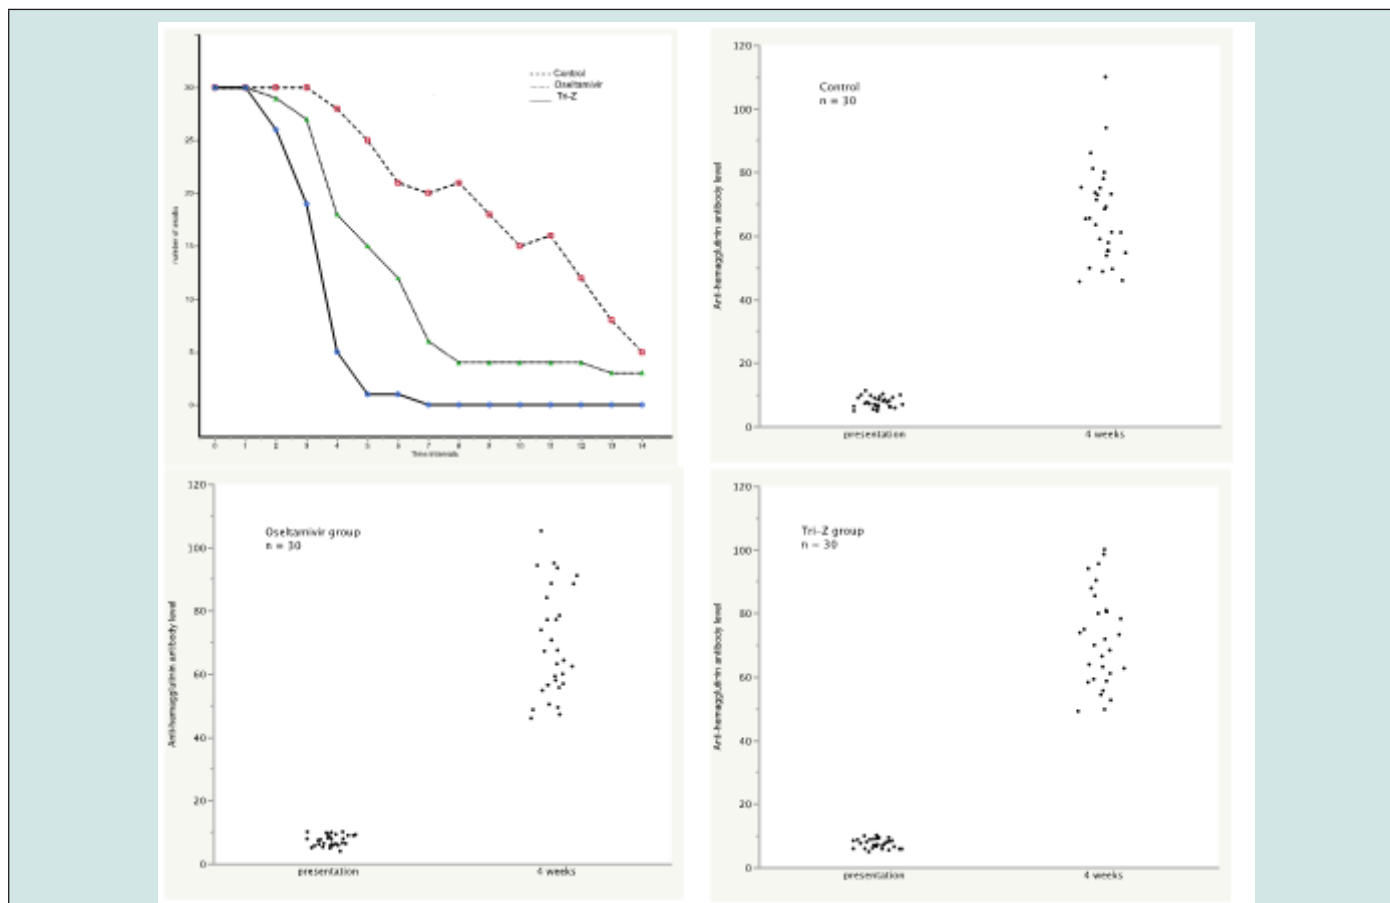 Control
Oseltamivir
Tri-Z
30
25
20
15
10
5
0
0 1 2 3 4 5 6 7 8 9 10 11 12 13 14
Time intervals
Control
n = 30
Anti-hemagglutinin antibody level
120
100
80
60
40
20
0
presentation 4 weeks
Oseltamivir group
n = 30
Anti-hemagglutinin antibody level
120
100
80
60
40
20
0
presentation 4 weeks
Tri-Z group
n = 30
Anti-hemagglutinin antibody level
120
100
80
60
40
20
0
presentation 4 weeks